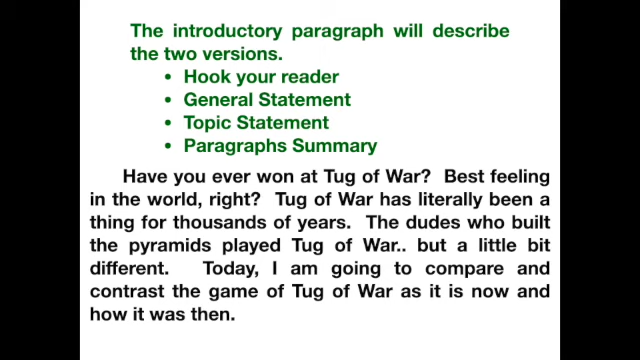 The introductory paragraph will describe
the two versions.
• Hook your reader
• General Statement
• Topic Statement
• Paragraphs Summary
Have you ever won at Tug of War? Best feeling
in the world, right? Tug of War has literally been a
thing for thousands of years. The dudes who built
the pyramids played Tug of War.. but a little bit
different. Today, I am going to compare and
contrast the game of Tug of War as it is now and
how it was then.